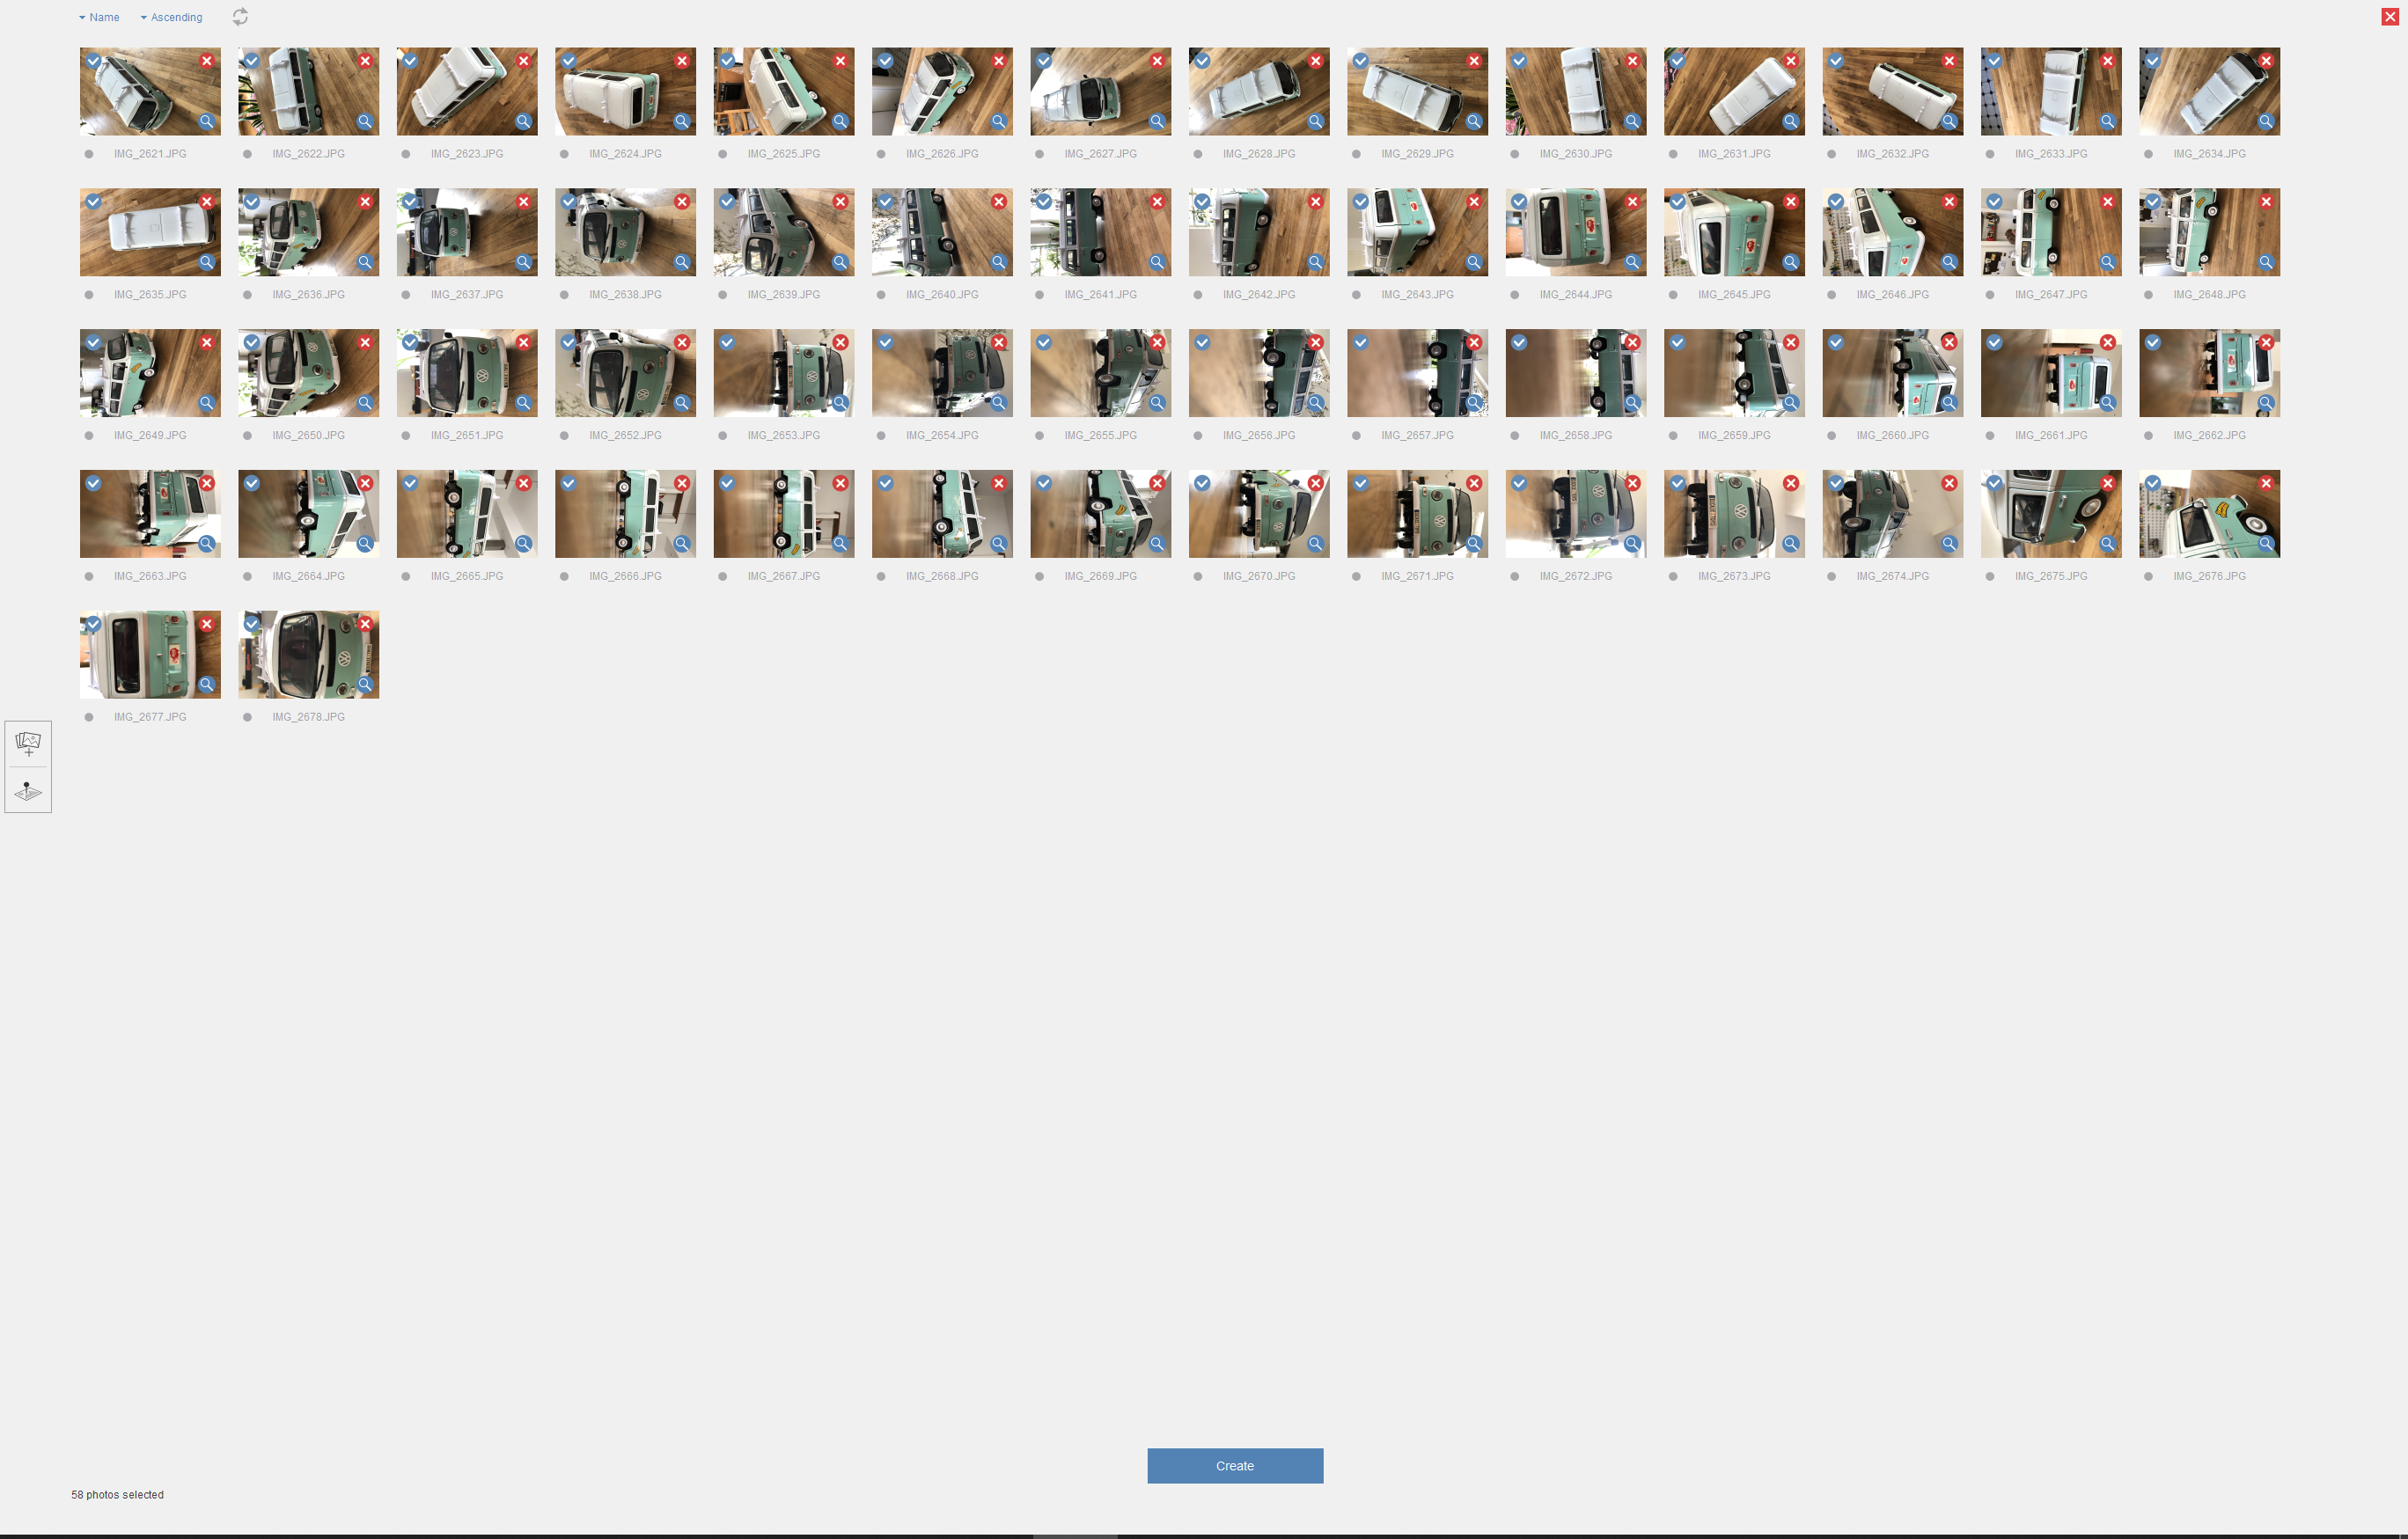 Name Ascending
IMG_2621.JPG IMG_2622.JPG IMG_2623.JPG IMG_2624.JPG IMG_2625.JPG IMG_2626.JPG IMG_2627.JPG IMG_2628.JPG IMG_2629.JPG IMG_2630.JPG IMG_2631.JPG IMG_2632.JPG IMG_2633.JPG IMG_2634.JPG
IMG_2635.JPG IMG_2636.JPG IMG_2637.JPG IMG_2638.JPG IMG_2639.JPG IMG_2640.JPG IMG_2641.JPG IMG_2642.JPG IMG_2643.JPG IMG_2644.JPG IMG_2645.JPG IMG_2646.JPG IMG_2647.JPG IMG_2648.JPG
IMG_2649.JPG IMG_2650.JPG IMG_2651.JPG IMG_2652.JPG IMG_2653.JPG IMG_2654.JPG IMG_2655.JPG IMG_2656.JPG IMG_2657.JPG IMG_2658.JPG IMG_2659.JPG IMG_2660.JPG IMG_2661.JPG IMG_2662.JPG
IMG_2663.JPG IMG_2664.JPG IMG_2665.JPG IMG_2666.JPG IMG_2667.JPG IMG_2668.JPG IMG_2669.JPG IMG_2670.JPG IMG_2671.JPG IMG_2672.JPG IMG_2673.JPG IMG_2674.JPG IMG_2675.JPG IMG_2676.JPG
IMG_2677.JPG IMG_2678.JPG
Create
58 photos selected